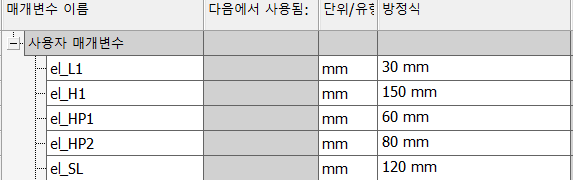 매개변수 이름 다음에서 사용됨: 단위/유형 방정식
사용자 매개변수
el_L1 mm 30 mm
el_H1 mm 150 mm
el_HP1 mm 60 mm
el_HP2 mm 80 mm
el_SL mm 120 mm